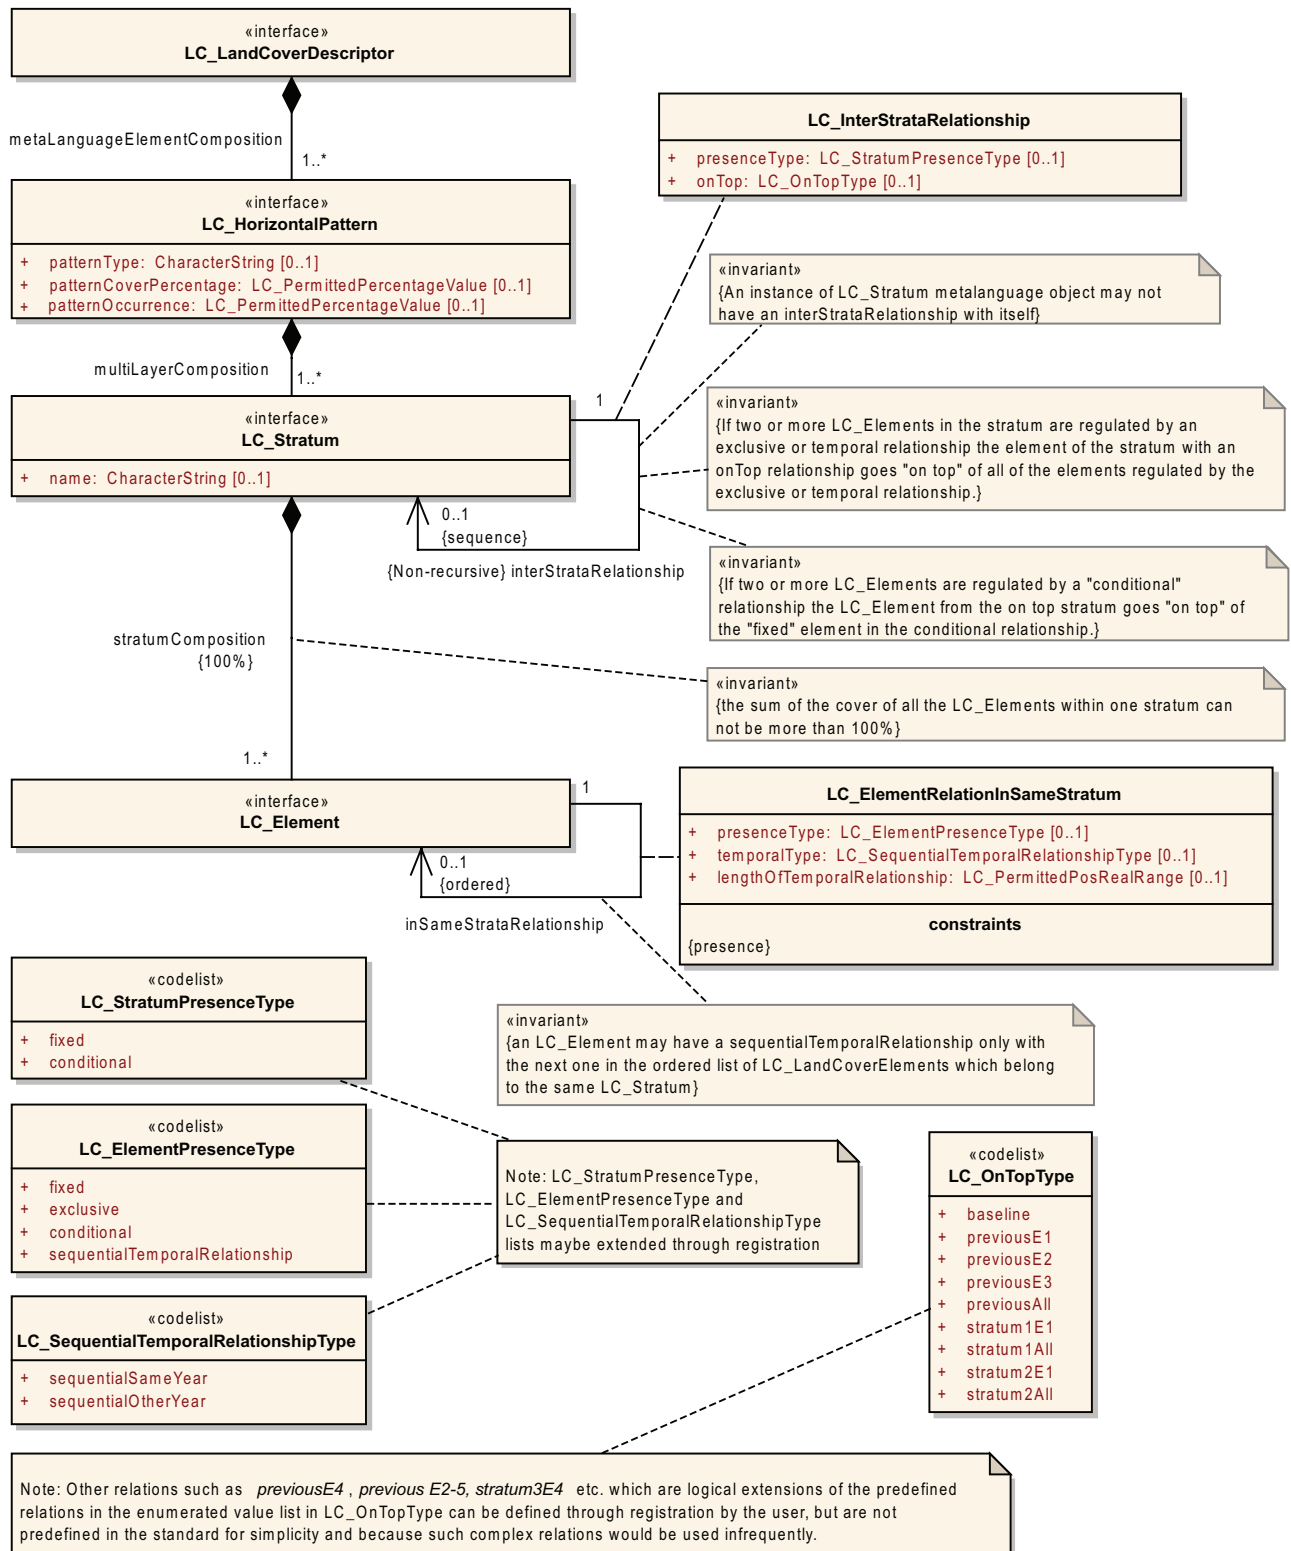 «interface»
LC_LandCoverDescriptor
metaLanguageElementComposition
1..*
«interface»
LC_HorizontalPattern
+ patternType: CharacterString [0..1]
+ patternCoverPercentage: LC_PermittedPercentageValue [0..1]
+ patternOccurrence: LC_PermittedPercentageValue [0..1]
multiLayerComposition
1..*
LC_InterStrataRelationship
+ presenceType: LC_StratumPresenceType [0..1]
+ onTop: LC_OnTopType [0..1]
«invariant»
{An instance of LC_Stratum metalanguage object may not
have an interStrataRelationship with itself}
«interface»
LC_Stratum
+ name: CharacterString [0..1]
1
0..1
{sequence}
{Non-recursive} interStrataRelationship
«invariant»
{If two or more LC_Elements in the stratum are regulated by an
exclusive or temporal relationship the element of the stratum with an
onTop relationship goes "on top" of all of the elements regulated by the
exclusive or temporal relationship.}
«invariant»
{If two or more LC_Elements are regulated by a "conditional"
relationship the LC_Element from the on top stratum goes "on top" of
the "fixed" element in the conditional relationship.}
stratumComposition
{100%}
1..*
«invariant»
{the sum of the cover of all the LC_Elements within one stratum can
not be more than 100%}
«interface»
LC_Element
1
0..1
{ordered}
inSameStrataRelationship
LC_ElementRelationInSameStratum
+ presenceType: LC_ElementPresenceType [0..1]
+ temporalType: LC_SequentialTemporalRelationshipType [0..1]
+ lengthOfTemporalRelationship: LC_PermittedPosRealRange [0..1]
constraints
{presence}
«codelist»
LC_StratumPresenceType
+ fixed
+ conditional
«invariant»
{an LC_Element may have a sequentialTemporalRelationship only with
the next one in the ordered list of LC_LandCoverElements which belong
to the same LC_Stratum}
«codelist»
LC_ElementPresenceType
+ fixed
+ exclusive
+ conditional
+ sequentialTemporalRelationship
Note: LC_StratumPresenceType,
LC_ElementPresenceType and
LC_SequentialTemporalRelationshipType
lists maybe extended through registration
«codelist»
LC_OnTopType
+ baseline
+ previousE1
+ previousE2
+ previousE3
+ previousAll
+ stratum1E1
+ stratum1All
+ stratum2E1
+ stratum2All
«codelist»
LC_SequentialTemporalRelationshipType
+ sequentialSameYear
+ sequentialOtherYear
Note: Other relations such as previousE4 , previous E2-5, stratum3E4 etc. which are logical extensions of the predefined
relations in the enumerated value list in LC_OnTopType can be defined through registration by the user, but are not
predefined in the standard for simplicity and because such complex relations would be used infrequently.